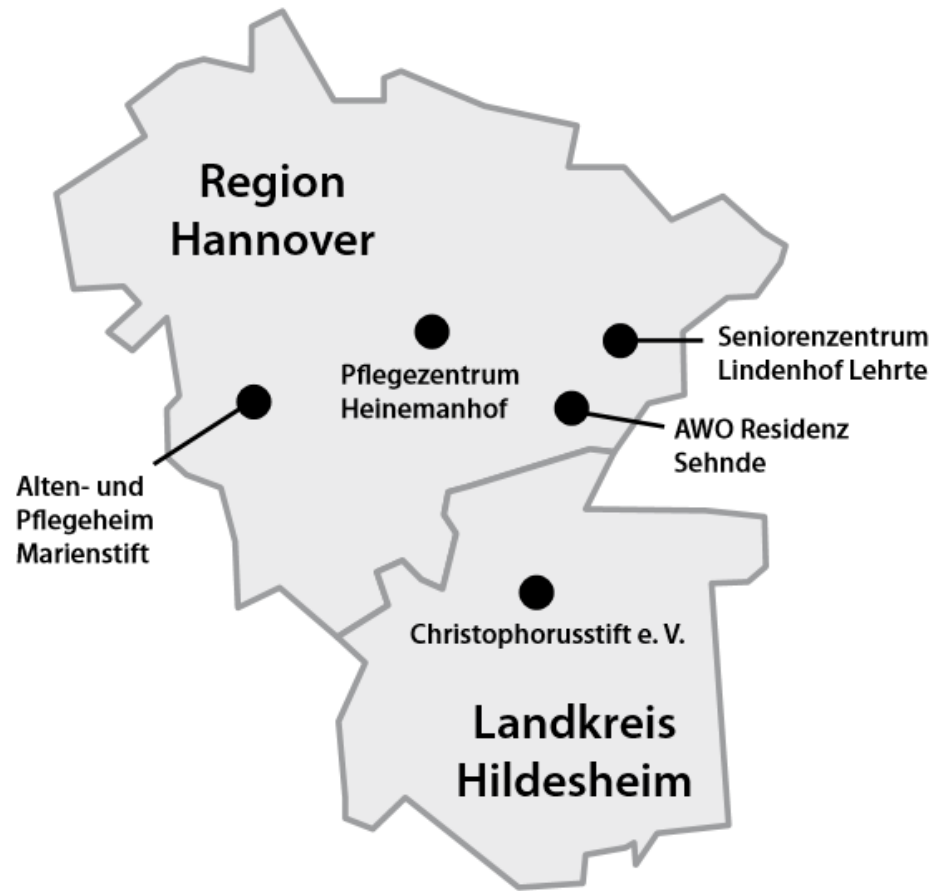 Region
Hannover
Pflegezentrum
Heinemanhof
Seniorenzentrum
Lindenhof Lehrte
AWO Residenz
Sehnde
Alten- und
Pflegeheim
Marienstift
Christophorusstift e. V.
Landkreis
Hildesheim